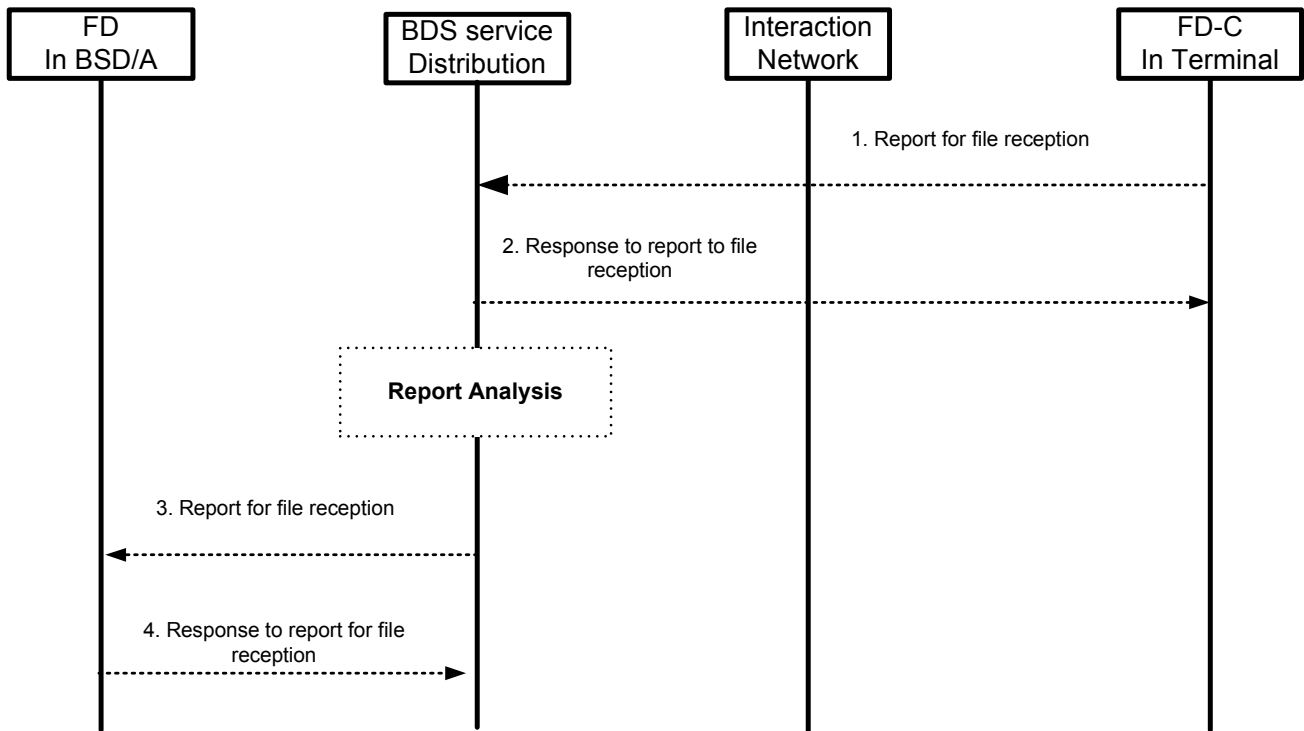 FD
In BSD/A
BDS service
Distribution
Interaction
Network
FD-C
In Terminal
1. Report for file reception
2. Response to report to file
reception
Report Analysis
3. Report for file reception
4. Response to report for file
reception